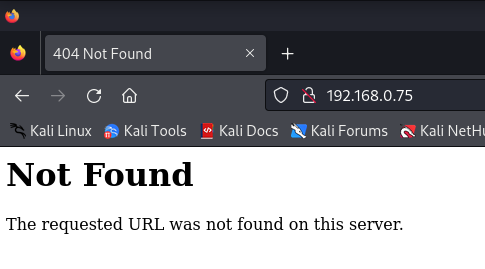 404 Not Found
192.168.0.75
Kali Linux Kali Tools Kali Docs Kali Forums Kali NetHu
Not Found
The requested URL was not found on this server.